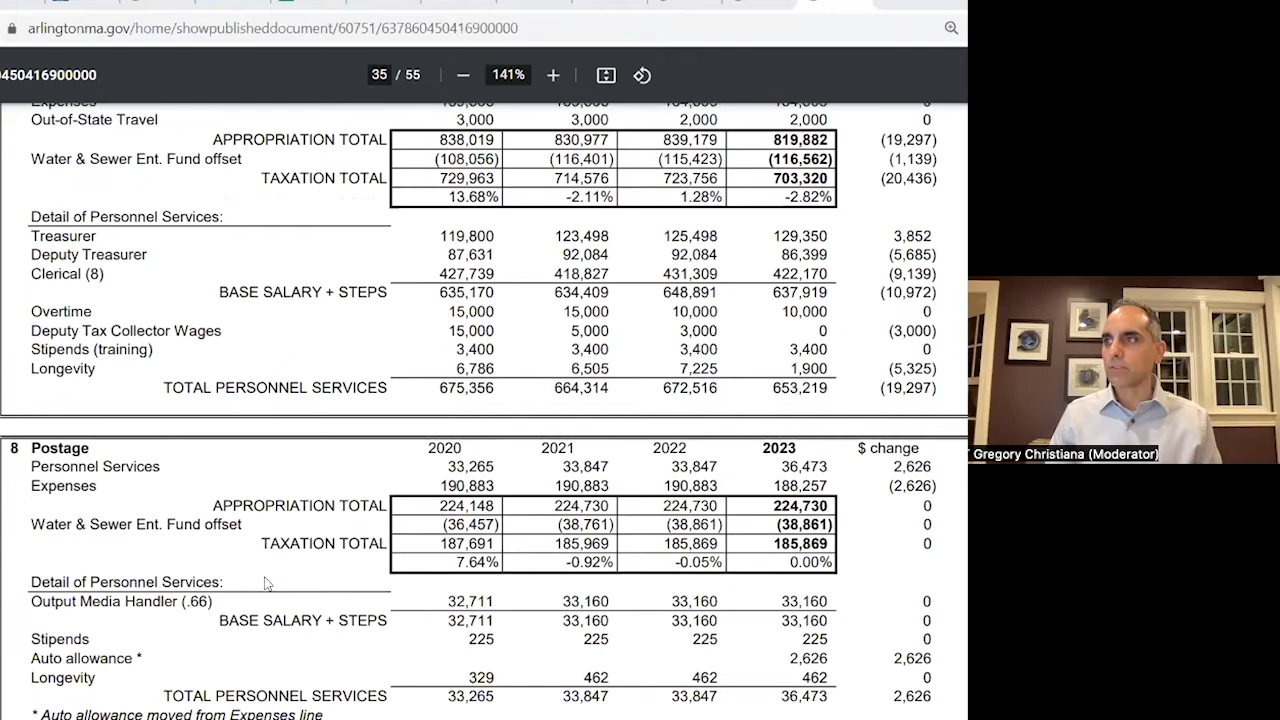 arlingtonma.gov/home/showpublisheddocument/60751/637860450416900000
0450416900000 35 / 55 — 141% +
Expenses
Out-of-State Travel 3,000 3,000 2,000 2,000 0
APPROPRIATION TOTAL 838,019 830,977 839,179 819,882 (19,297)
Water & Sewer Ent. Fund offset (108,056) (116,401) (115,423) (116,562) (1,139)
TAXATION TOTAL 729,963 714,576 723,756 703,320 (20,436)
13.68% -2.11% 1.28% -2.82%
Detail of Personnel Services:
Treasurer 119,800 123,498 125,498 129,350 3,852
Deputy Treasurer 87,631 92,084 92,084 86,399 (5,685)
Clerical (8) 427,739 418,827 431,309 422,170 (9,139)
BASE SALARY + STEPS 635,170 634,409 648,891 637,919 (10,972)
Overtime 15,000 15,000 10,000 10,000 0
Deputy Tax Collector Wages 15,000 5,000 3,000 0 (3,000)
Stipends (training) 3,400 3,400 3,400 3,400 0
Longevity 6,786 6,505 7,225 1,900 (5,325)
TOTAL PERSONNEL SERVICES 675,356 664,314 672,516 653,219 (19,297)
8 Postage 2020 2021 2022 2023 $ change
Personnel Services 33,265 33,847 33,847 36,473 2,626
Expenses 190,883 190,883 190,883 188,257 (2,626)
APPROPRIATION TOTAL 224,148 224,730 224,730 224,730 0
Water & Sewer Ent. Fund offset (36,457) (38,761) (38,861) (38,861) 0
TAXATION TOTAL 187,691 185,969 185,869 185,869 0
7.64% -0.92% -0.05% 0.00%
Detail of Personnel Services:
Output Media Handler (.66) 32,711 33,160 33,160 33,160 0
BASE SALARY + STEPS 32,711 33,160 33,160 33,160 0
Stipends 225 225 225 225 0
Auto allowance * 2,626 2,626
Longevity 329 462 462 462 0
TOTAL PERSONNEL SERVICES 33,265 33,847 33,847 36,473 2,626
* Auto allowance moved from Expenses line
Gregory Christiana (Moderator)